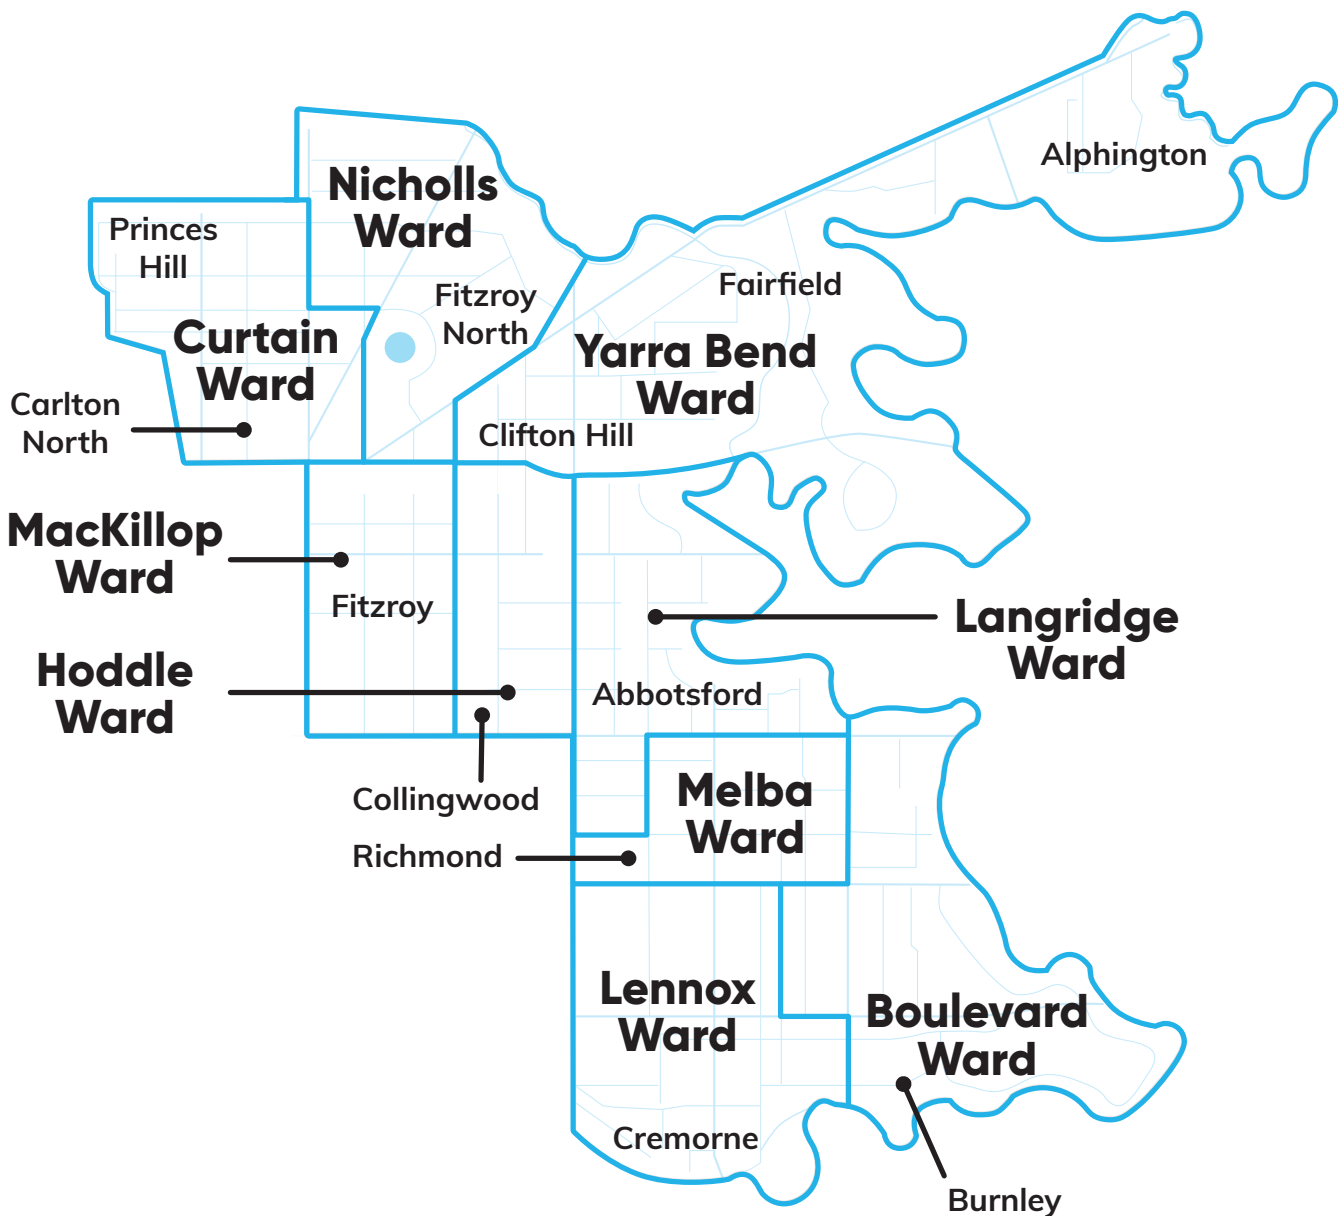 Alphington
Nicholls
Ward
Princes
Hill
Fairfield
Fitzroy
North
Curtain
Ward
Yarra Bend
Ward
Carlton
North
Clifton Hill
MacKillop
Ward
Fitzroy
Langridge
Ward
Hoddle
Ward
Abbotsford
Collingwood
Melba
Ward
Richmond
Lennox
Ward
Boulevard
Ward
Cremorne
Burnley